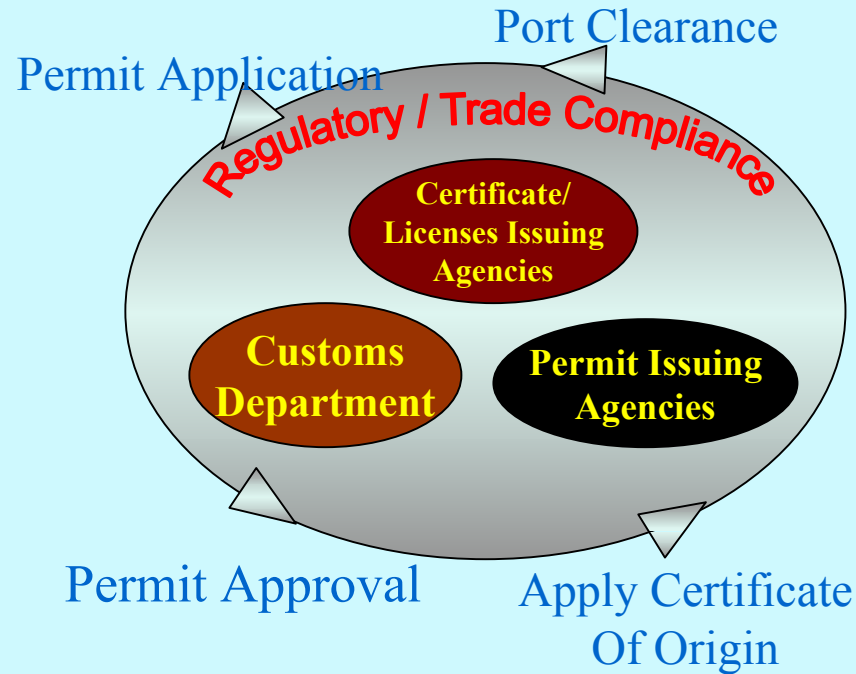 Port Clearance
Permit Application
Regulatory / Trade Compliance
Certificate/
Licenses Issuing
Agencies
Customs
Department
Permit Issuing
Agencies
Permit Approval
Apply Certificate
Of Origin